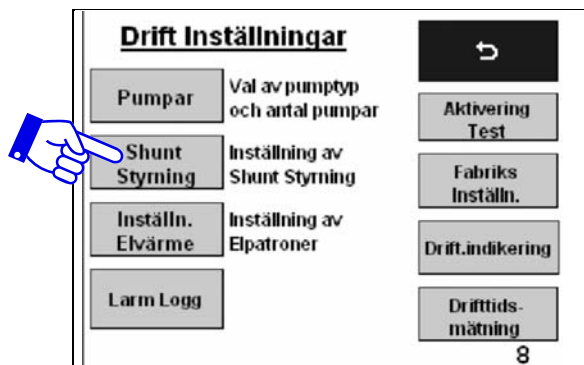 Drift Inställningar
Pumpar
Val av pumptyp
och antal pumpar
Shunt
Styrning
Inställning av
Shunt Styrning
Inställn.
Elvärme
Inställning av
Elpatroner
Larm Logg
Aktivering
Test
Fabriks
Inställn.
Drift.indikering
Drifttids-
mätning
8